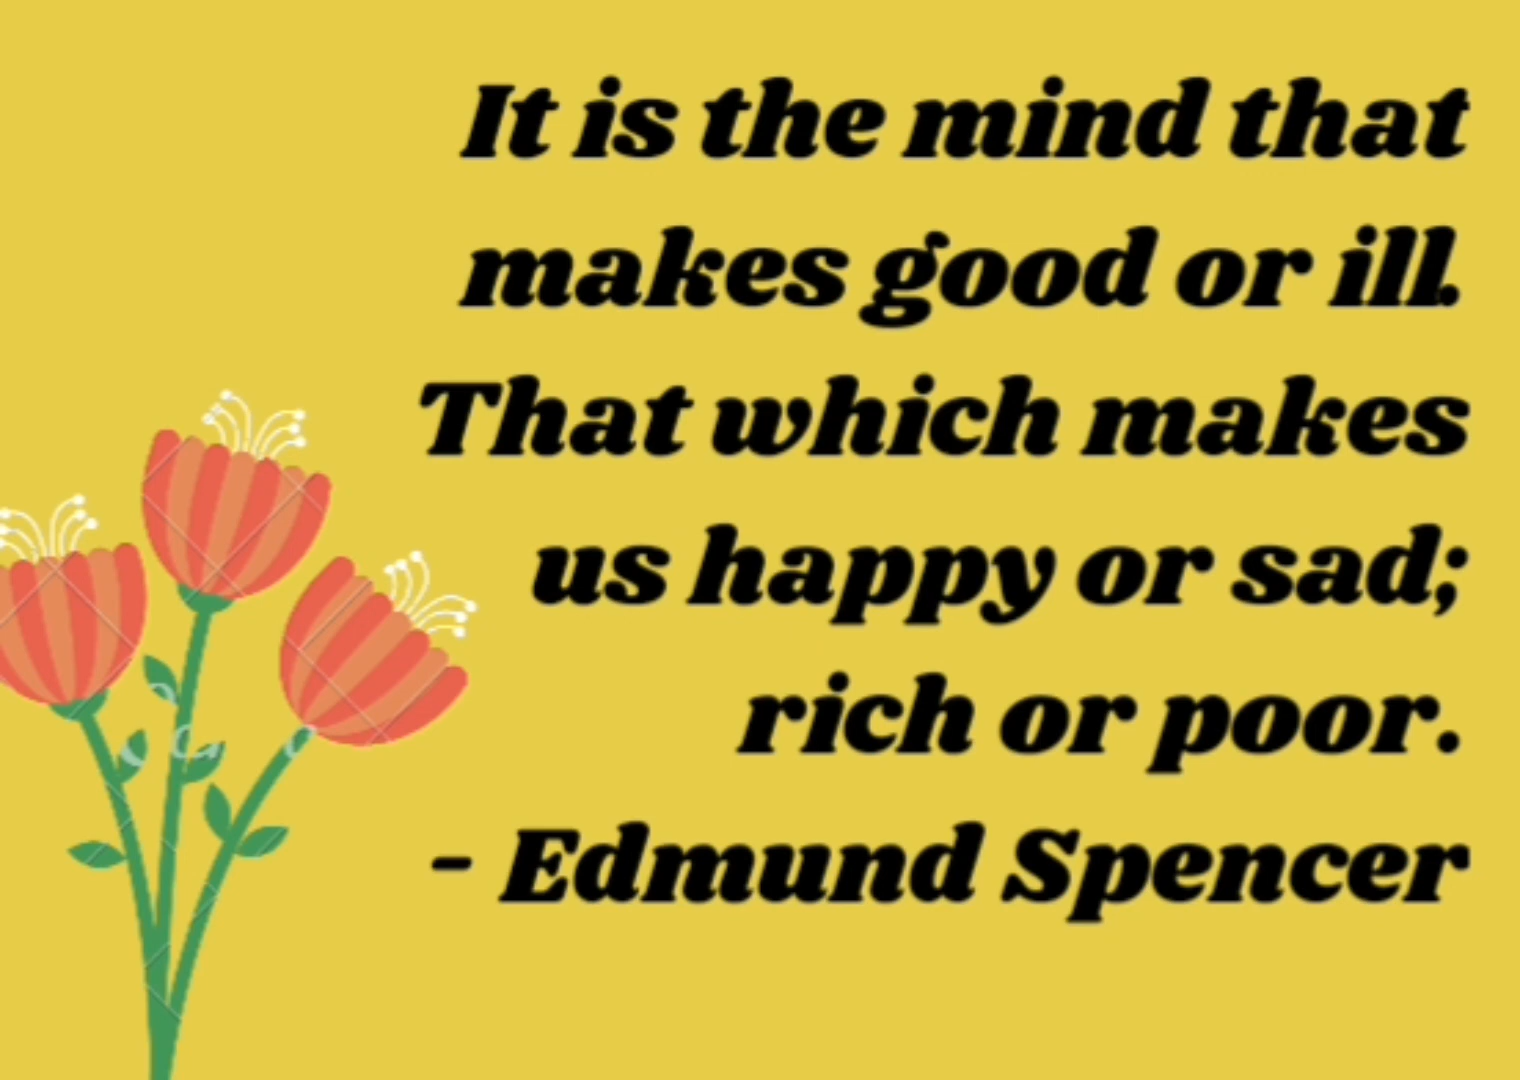 It is the mind that
makes good or ill.
That which makes
us happy or sad;
rich or poor.
- Edmund Spencer